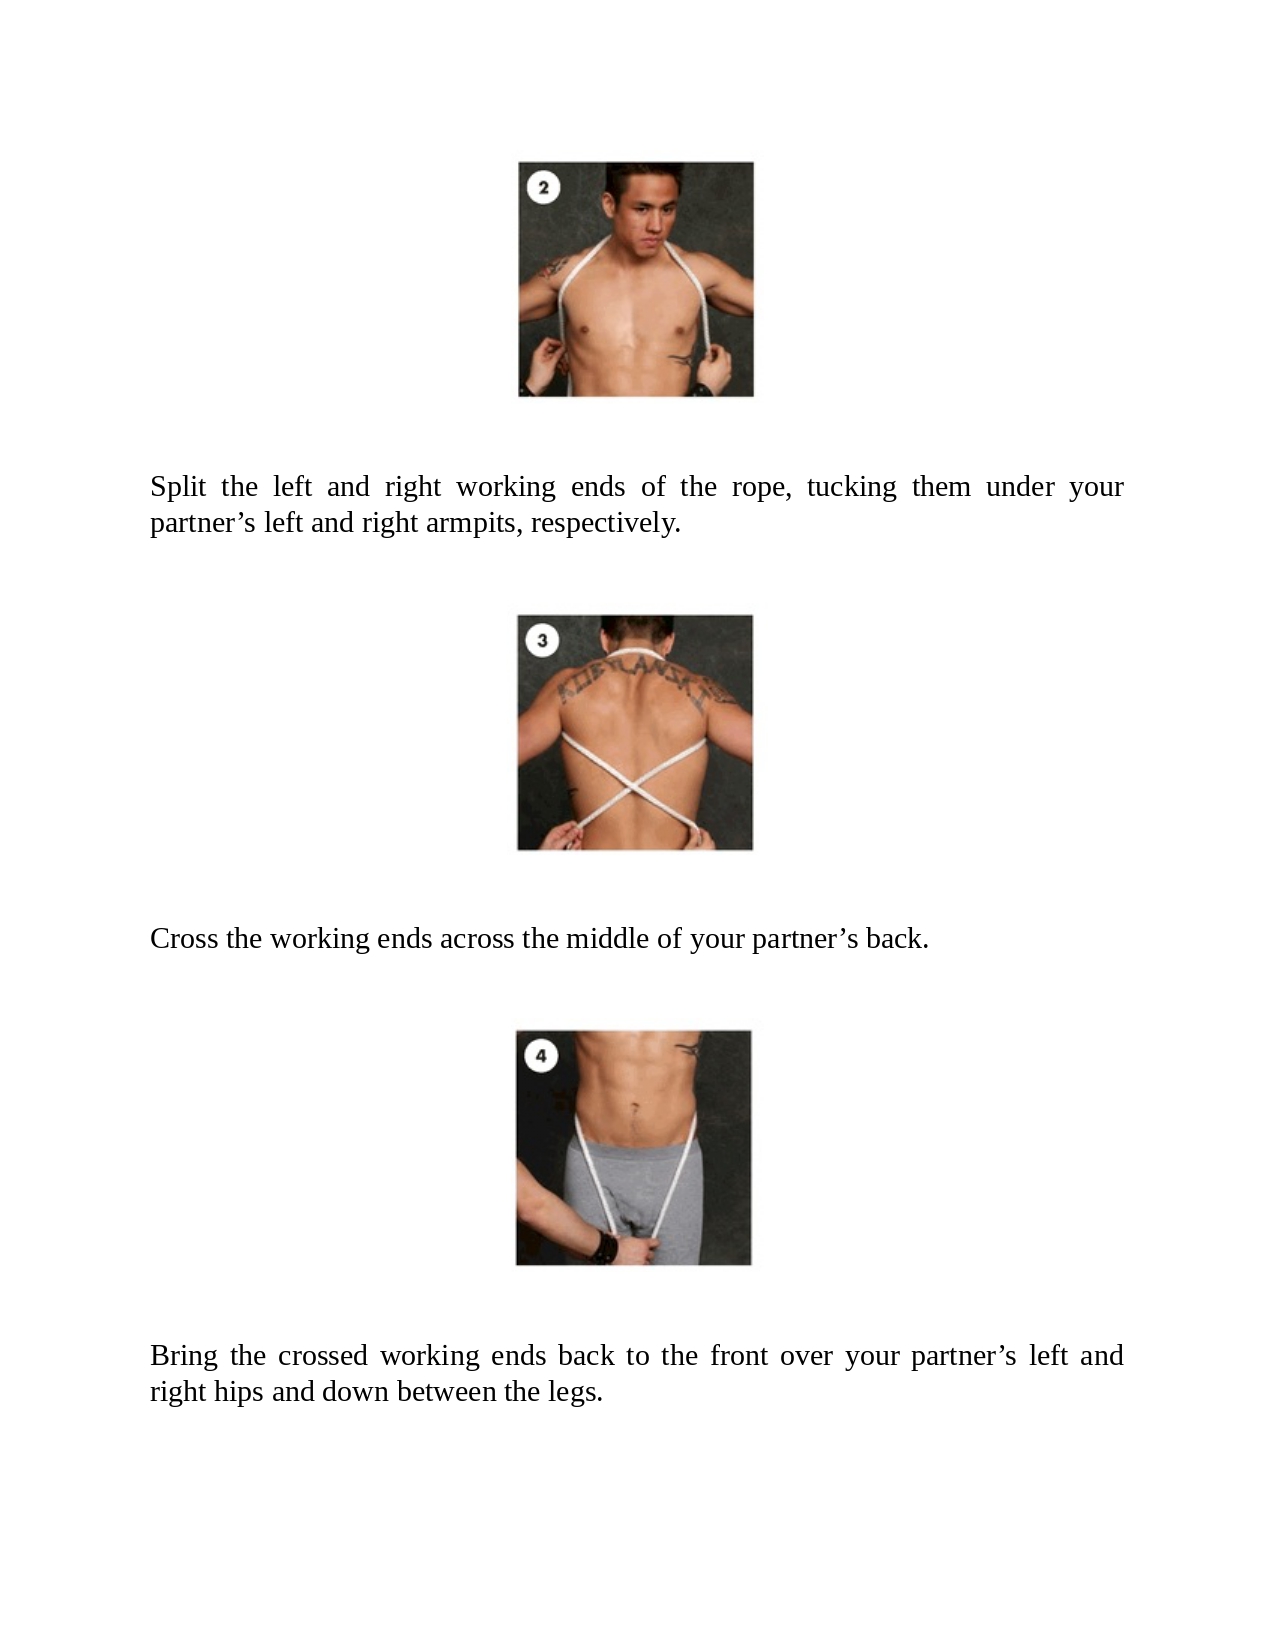 2
Split the left and right working ends of the rope, tucking them under your
partner’s left and right armpits, respectively.
3
Cross the working ends across the middle of your partner’s back.
4
Bring the crossed working ends back to the front over your partner’s left and
right hips and down between the legs.